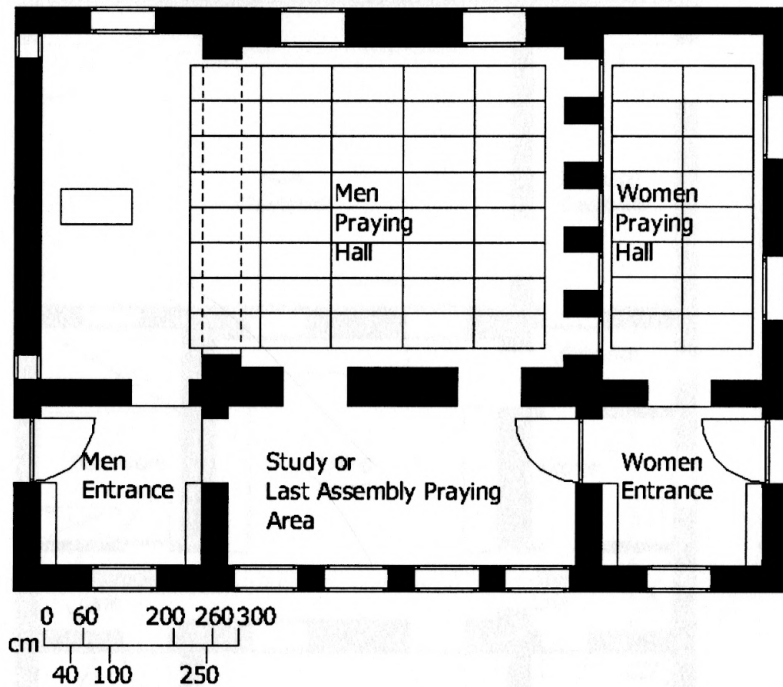 Men
Praying
Hall
Women
Praying
Hall
Men
Entrance
Study or
Last Assembly Praying
Area
Women
Entrance
0 60 200 260 300
cm
40 100 250